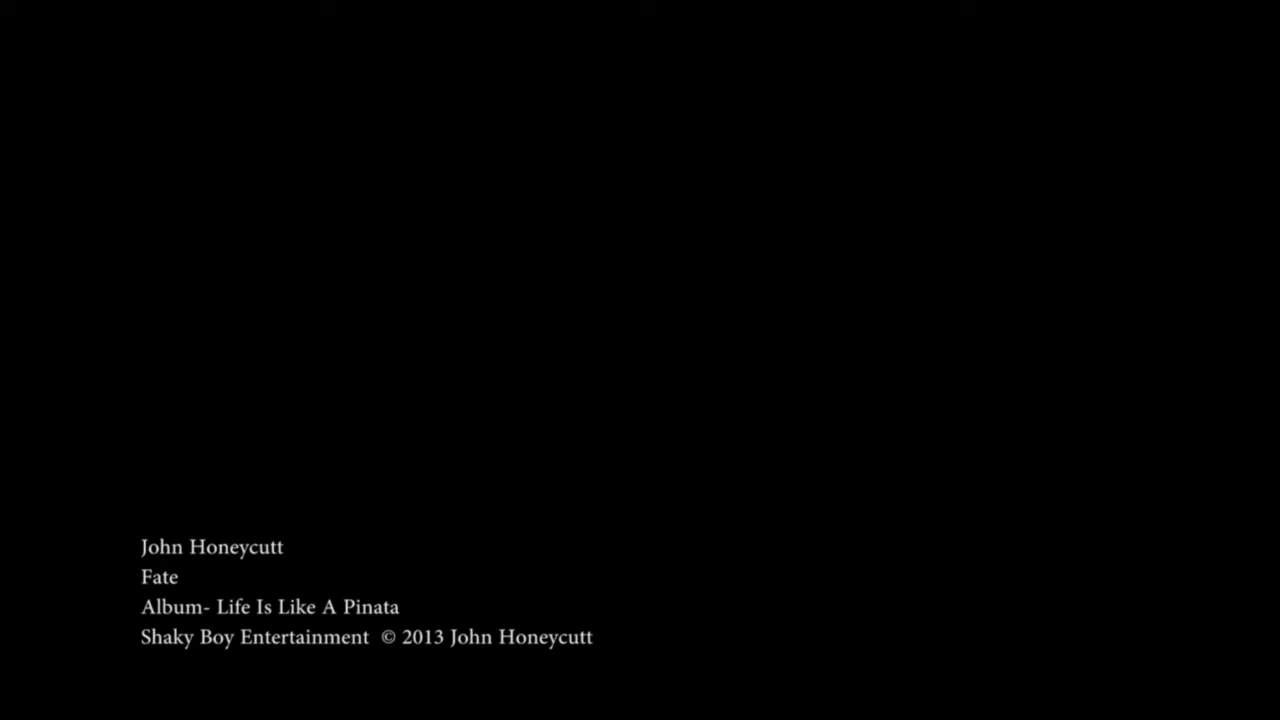 John Honeycutt
Fate
Album- Life Is Like A Pinata
Shaky Boy Entertainment  © 2013 John Honeycutt